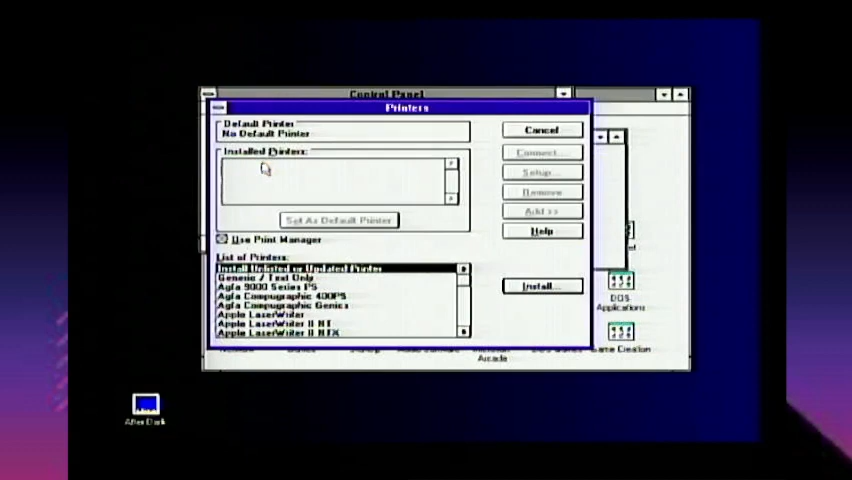 Control Panel
Printers
Default Printer
No Default Printer
Installed Printers:
Set As Default Printer
Use Print Manager
List of Printers:
Install Unlisted or Updated Printer
Generic / Text Only
Agfa 9000 Series PS
Agfa Compugraphic 400PS
Agfa Compugraphic Genics
Apple LaserWriter
Apple LaserWriter II NT
Apple LaserWriter II NTX
Cancel
Connect...
Setup...
Remove
Add >>
Help
Install...
DOS
Applications
Game Creation
Arcade
After Dark